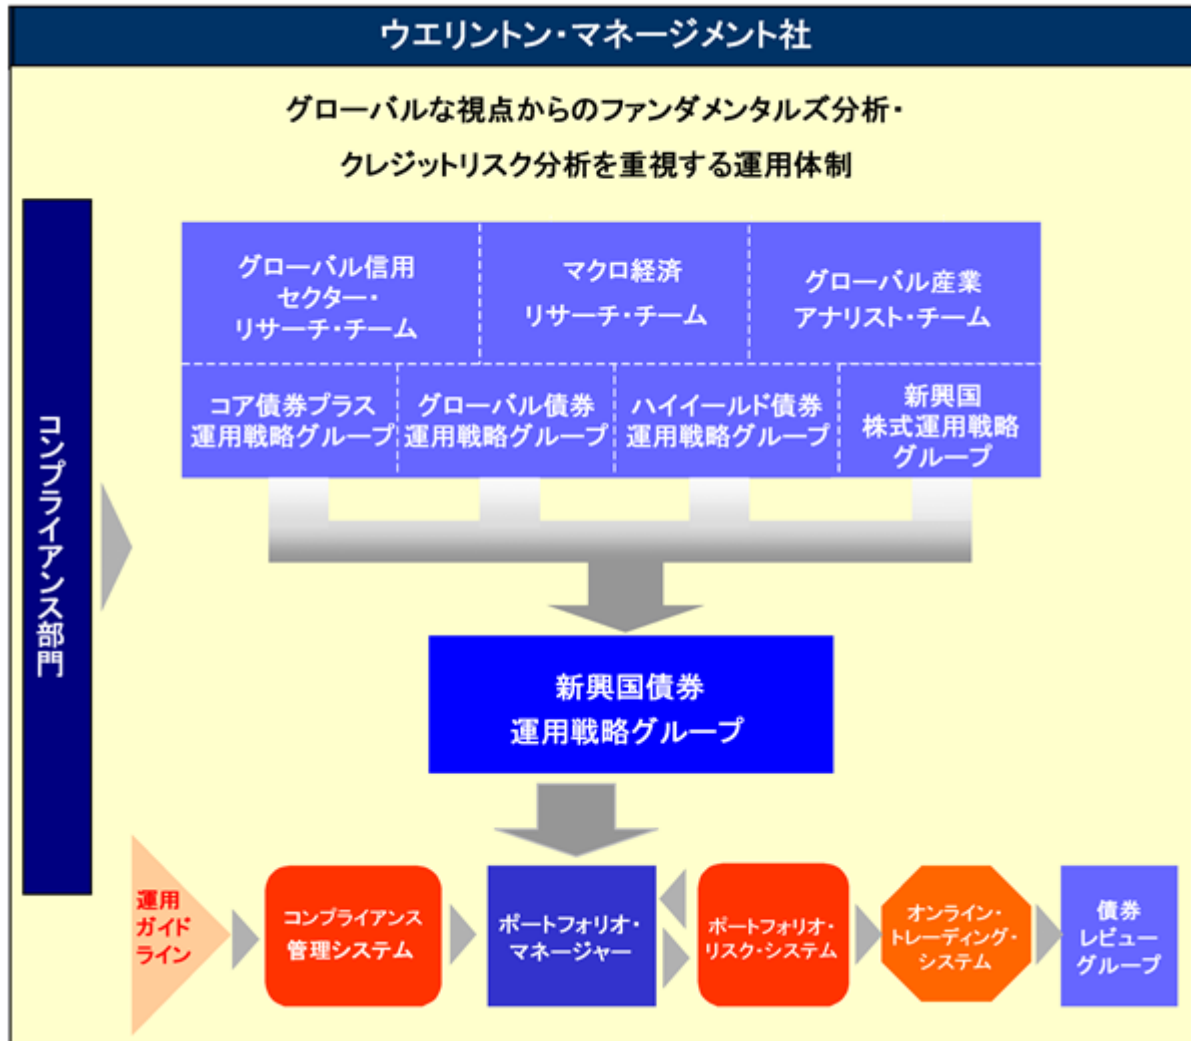 ウエリントン・マネージメント社
グローバルな視点からのファンダメンタルズ分析・
クレジットリスク分析を重視する運用体制
コンプライアンス部門
グローバル信用
セクター・
リサーチ・チーム
マクロ経済
リサーチ・チーム
グローバル産業
アナリスト・チーム
コア債券プラス
運用戦略グループ
グローバル債券
運用戦略グループ
ハイイールド債券
運用戦略グループ
新興国
株式運用戦略
グループ
新興国債券
運用戦略グループ
運用
ガイド
ライン
コンプライアンス
管理システム
ポートフォリオ・
マネージャー
ポートフォリオ・
リスク・システム
オンライン・
トレーディング・
システム
債券
レビュー
グループ